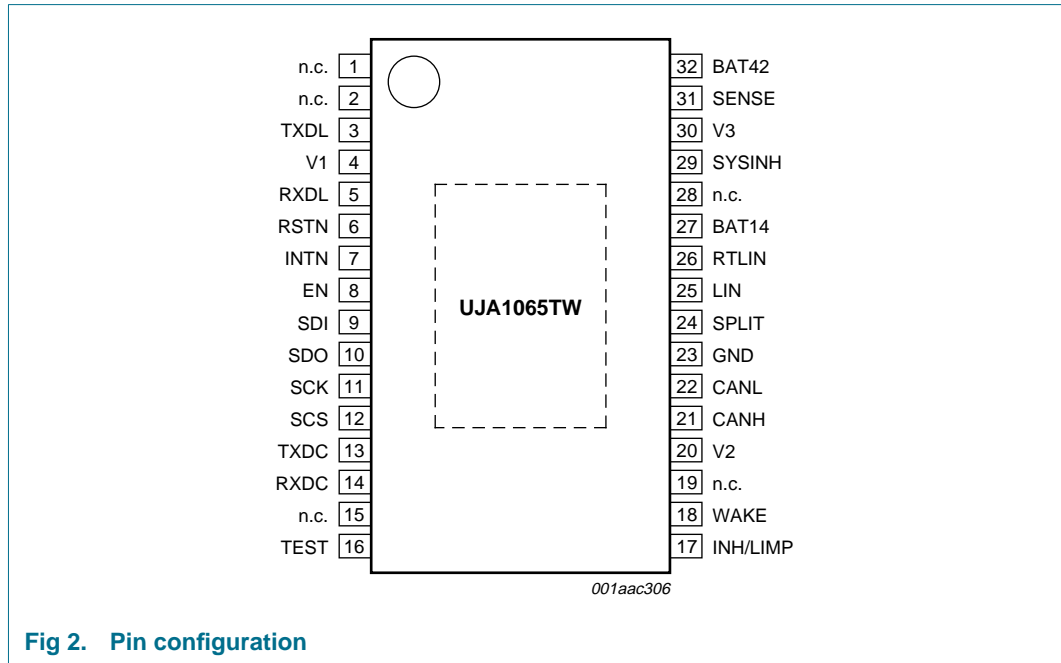 n.c. 1
n.c. 2
TXDL 3
V1 4
RXDL 5
RSTN 6
INTN 7
EN 8
SDI 9
SDO 10
SCK 11
SCS 12
TXDC 13
RXDC 14
n.c. 15
TEST 16
UJA1065TW
32 BAT42
31 SENSE
30 V3
29 SYSINH
28 n.c.
27 BAT14
26 RTLIN
25 LIN
24 SPLIT
23 GND
22 CANL
21 CANH
20 V2
19 n.c.
18 WAKE
17 INH/LIMP
001aac306
Fig 2. Pin configuration